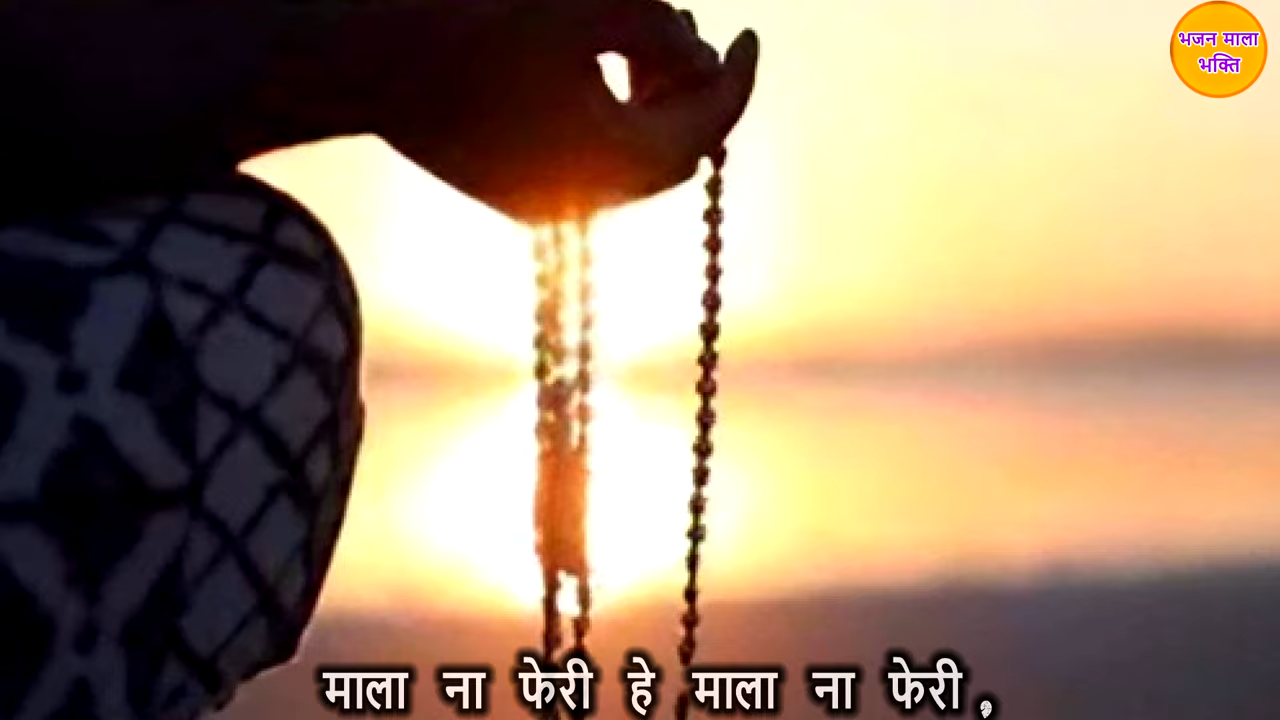 भजन माला
भक्ति
माला ना फेरी हे माला ना फेरी,